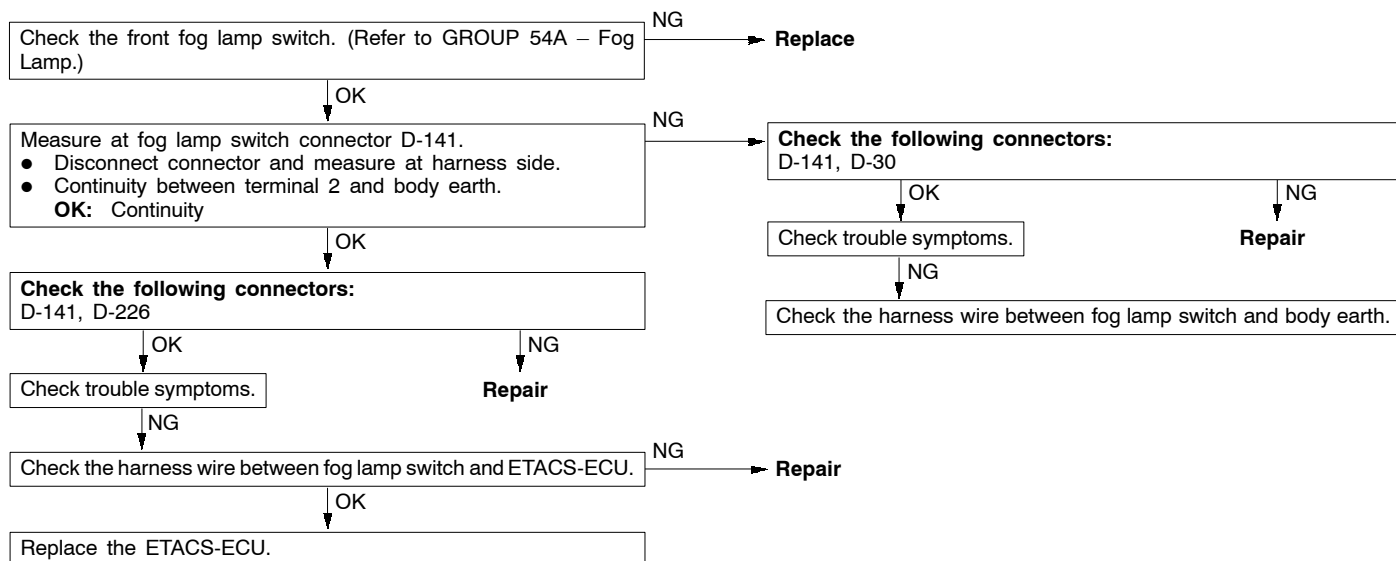 NG
Check the front fog lamp switch. (Refer to GROUP 54A – Fog
Lamp.)
Replace
OK
Measure at fog lamp switch connector D-141.
● Disconnect connector and measure at harness side.
● Continuity between terminal 2 and body earth.
OK: Continuity
NG
Check the following connectors:
D-141, D-30
OK
NG
Check trouble symptoms.
Repair
NG
Check the harness wire between fog lamp switch and body earth.
OK
Check the following connectors:
D-141, D-226
OK
NG
Check trouble symptoms.
Repair
NG
Check the harness wire between fog lamp switch and ETACS-ECU.
NG
Repair
OK
Replace the ETACS-ECU.